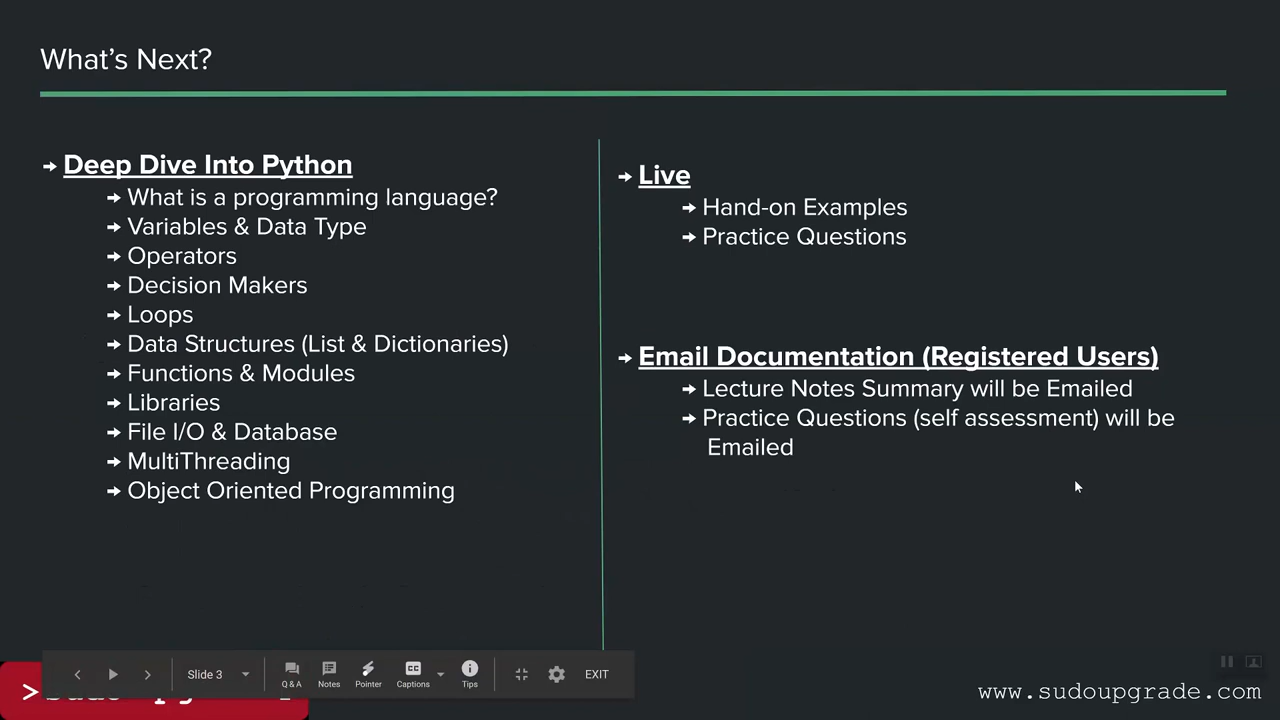 What's Next?
→ Deep Dive Into Python
→ What is a programming language?
→ Variables & Data Type
→ Operators
→ Decision Makers
→ Loops
→ Data Structures (List & Dictionaries)
→ Functions & Modules
→ Libraries
→ File I/O & Database
→ MultiThreading
→ Object Oriented Programming
→ Live
→ Hand-on Examples
→ Practice Questions
→ Email Documentation (Registered Users)
→ Lecture Notes Summary will be Emailed
→ Practice Questions (self assessment) will be
Emailed
Slide 3
Q & A
Notes
Pointer
CC
Captions
Tips
EXIT
>
www.sudoupgrade.com